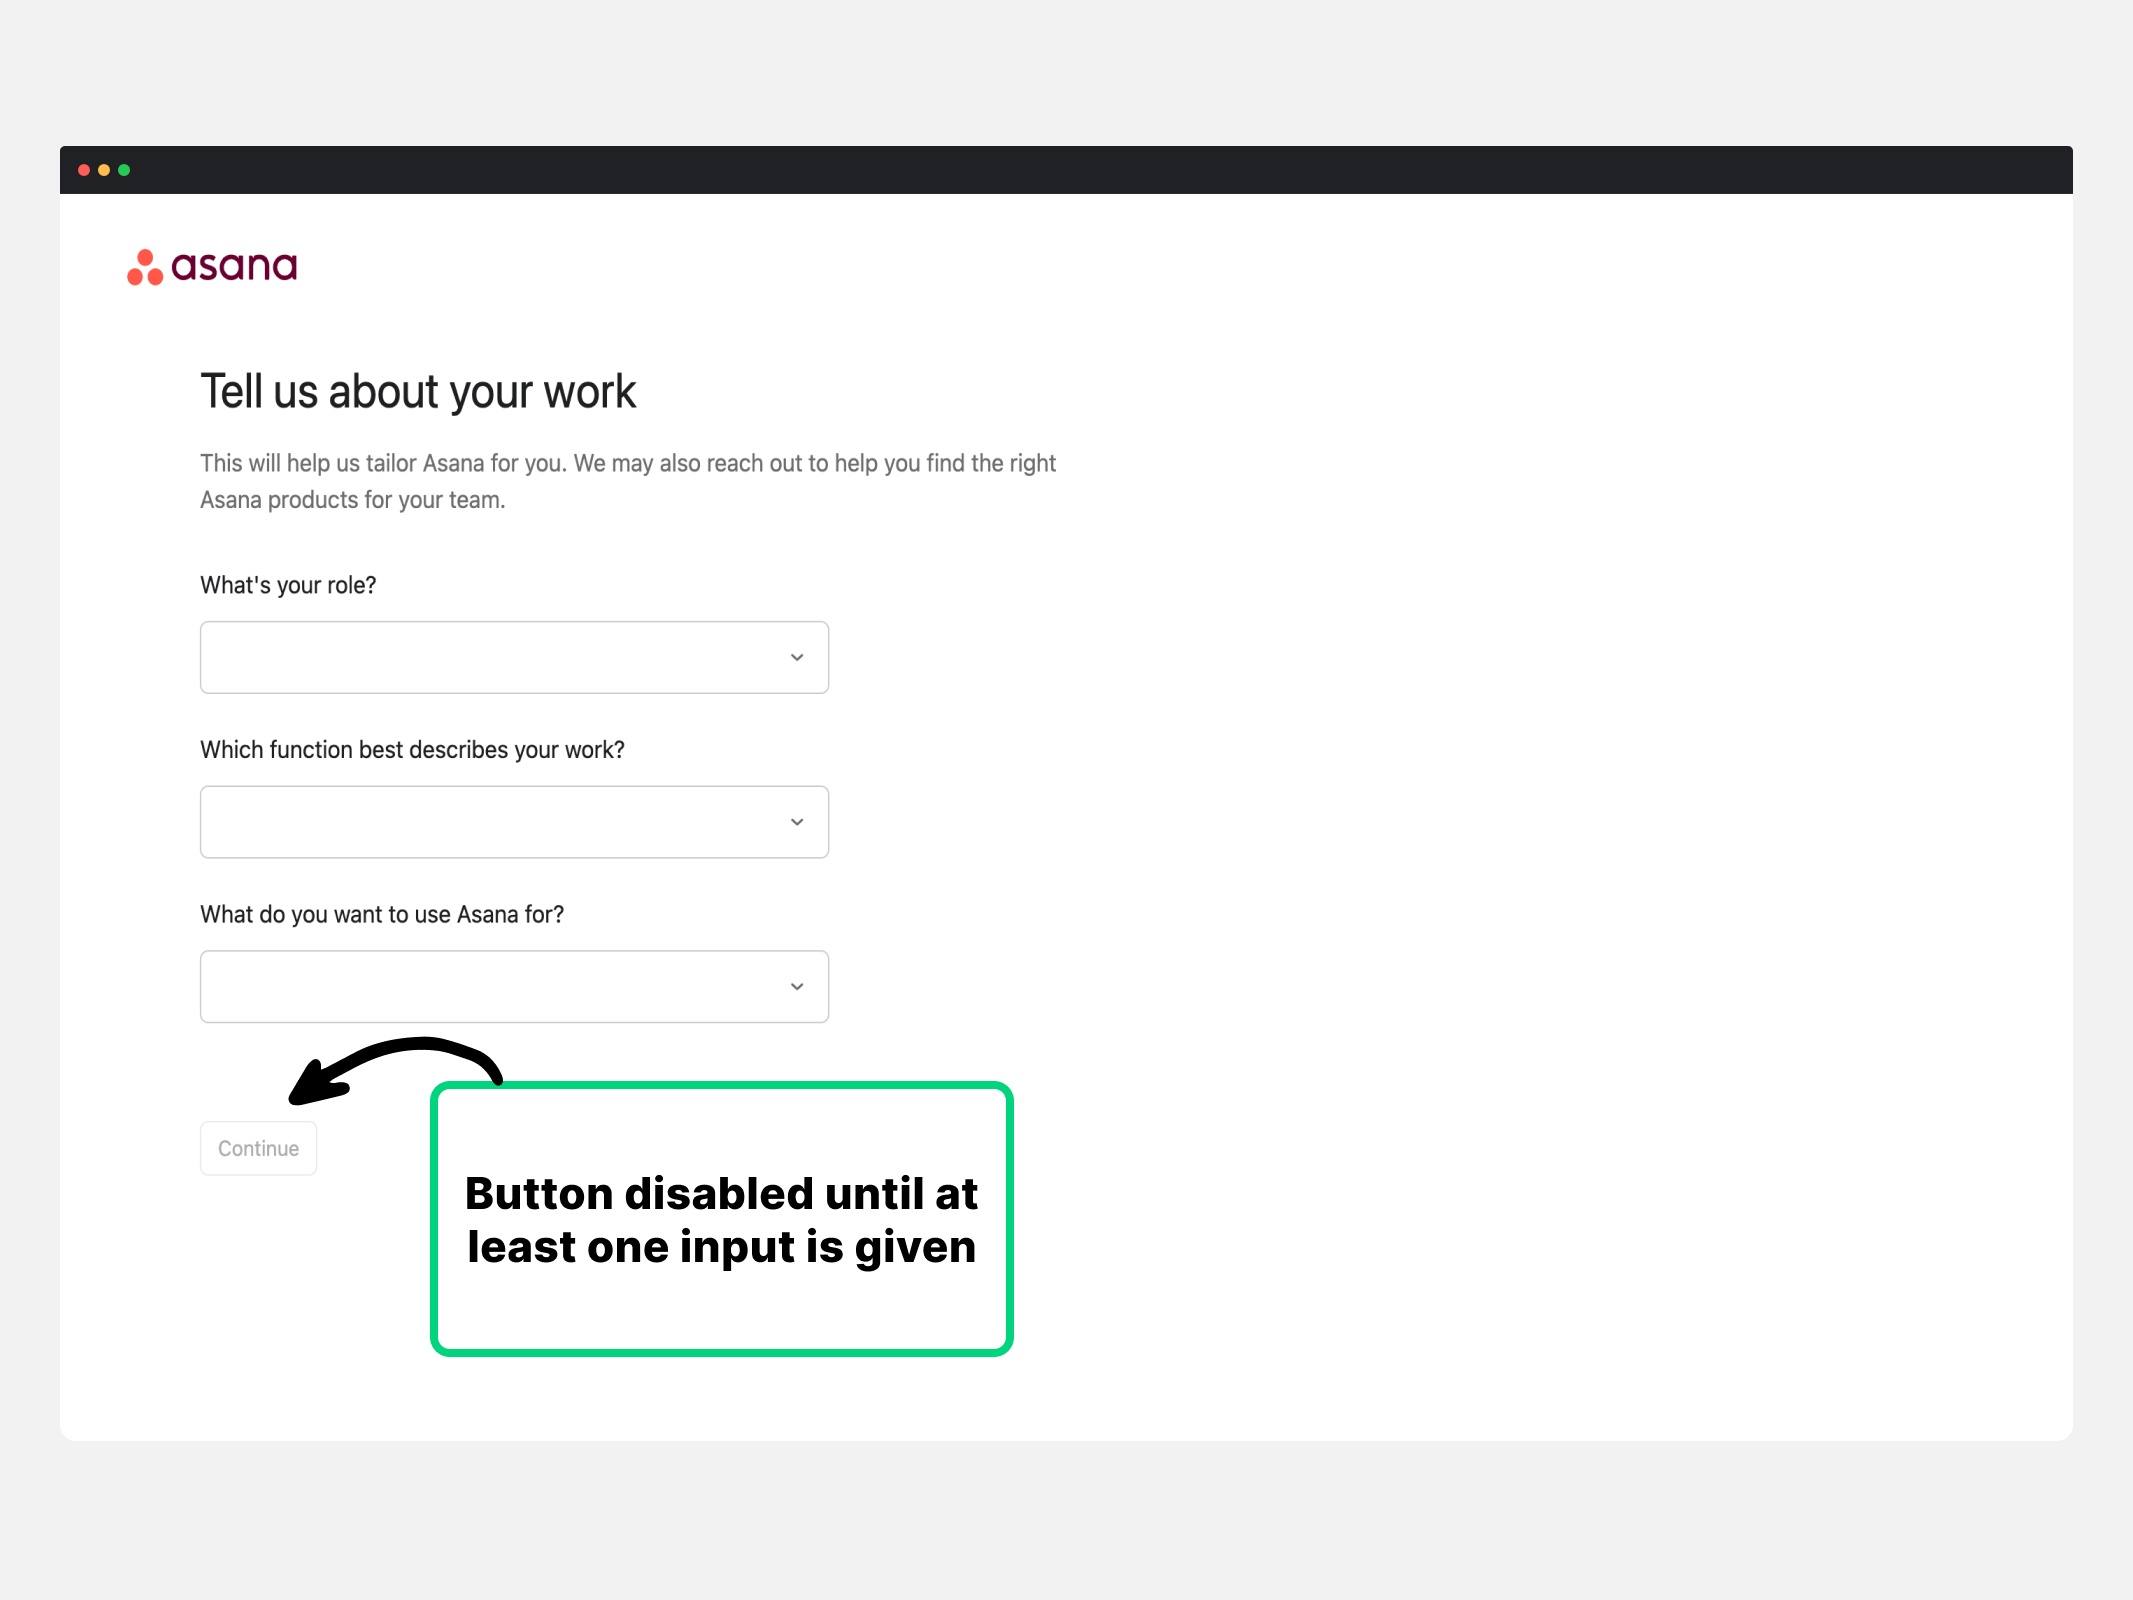 asana
Tell us about your work
This will help us tailor Asana for you. We may also reach out to help you find the right
Asana products for your team.
What's your role?
Which function best describes your work?
What do you want to use Asana for?
Continue
Button disabled until at
least one input is given